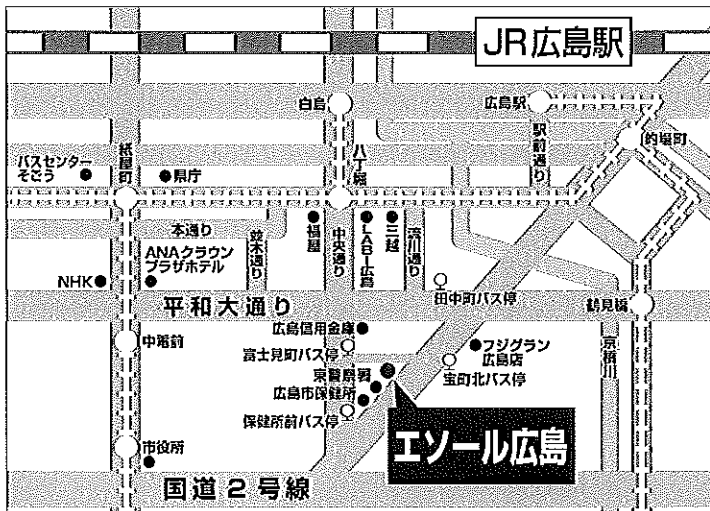 JR広島駅
白島
広島駅
紙屋町
八丁堀
駅前通り
的場町
バスセンター
そごう
県庁
本通り
並木通り
福屋
中央通り
LABI広島
三越
流川通り
ANAクラウン
プラザホテル
NHK
田中町バス停
平和大通り
鶴見橋
広島信用金庫
中電前
富士見町バス停
フジグラン
広島店
京橋川
東警察署
宝町北バス停
広島市保健所
保健所前バス停
エソール広島
市役所
国道2号線